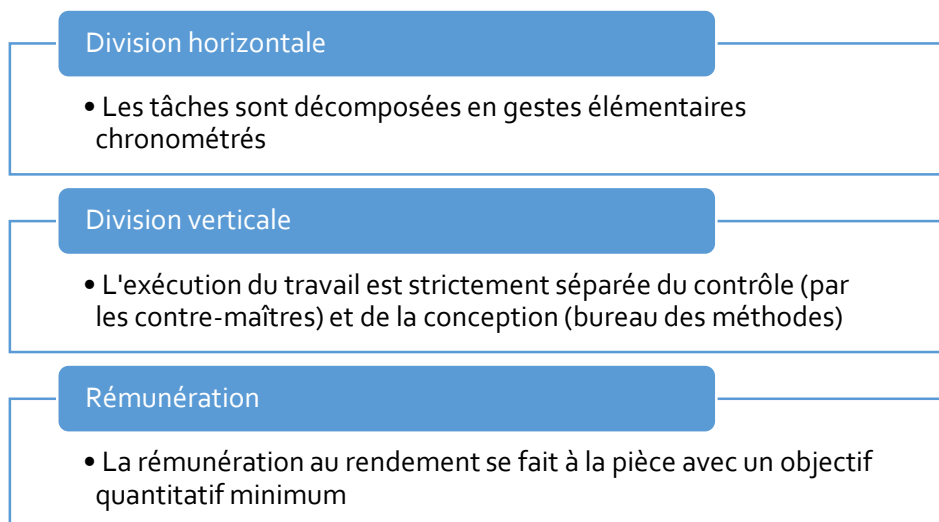 Division horizontale
• Les tâches sont décomposées en gestes élémentaires
chronométrés
Division verticale
• L'exécution du travail est strictement séparée du contrôle (par
les contre-maîtres) et de la conception (bureau des méthodes)
Rémunération
• La rémunération au rendement se fait à la pièce avec un objectif
quantitatif minimum